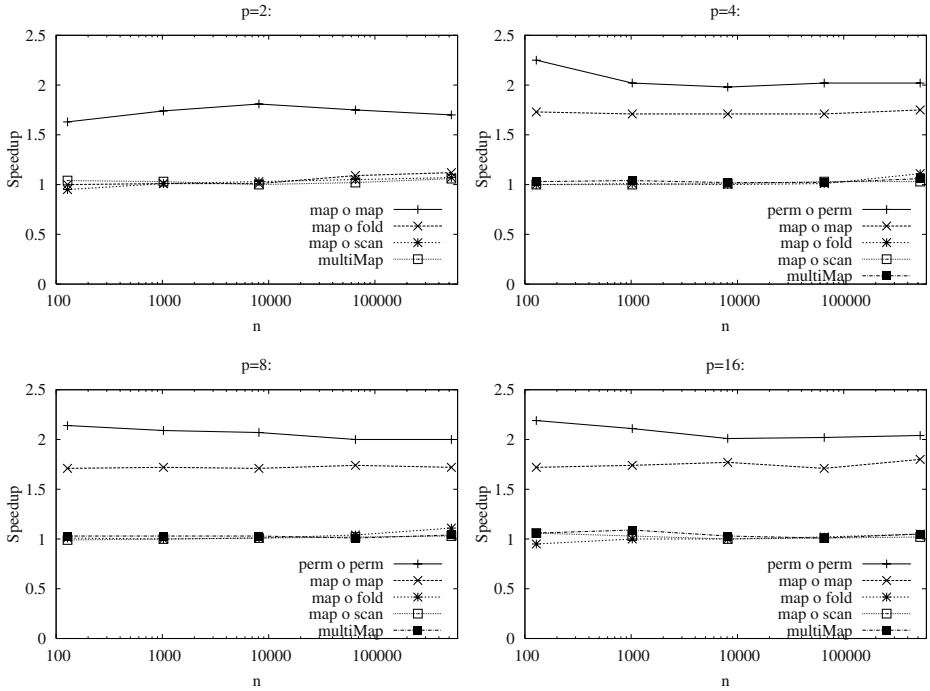 p=2:
2.5
2
1.5
1
0.5
0
Speedup
map o map
map o fold
map o scan
multiMap
100
1000
10000
100000
n
p=4:
2.5
2
1.5
1
0.5
0
Speedup
perm o perm
map o map
map o fold
map o scan
multiMap
100
1000
10000
100000
n
p=8:
2.5
2
1.5
1
0.5
0
Speedup
perm o perm
map o map
map o fold
map o scan
multiMap
100
1000
10000
100000
n
p=16:
2.5
2
1.5
1
0.5
0
Speedup
perm o perm
map o map
map o fold
map o scan
multiMap
100
1000
10000
100000
n